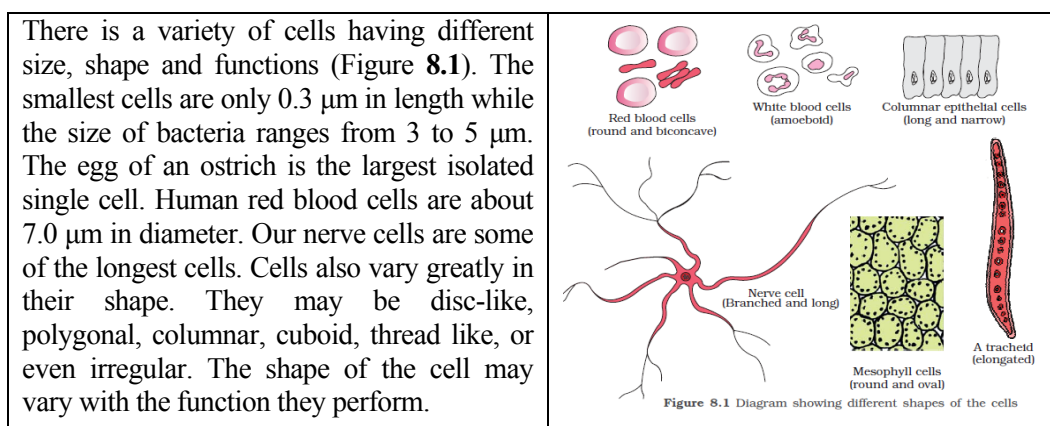 There is a variety of cells having different
size, shape and functions (Figure 8.1). The
smallest cells are only 0.3 μm in length while
the size of bacteria ranges from 3 to 5 μm.
The egg of an ostrich is the largest isolated
single cell. Human red blood cells are about
7.0 μm in diameter. Our nerve cells are some
of the longest cells. Cells also vary greatly in
their shape. They may be disc-like,
polygonal, columnar, cuboid, thread like, or
even irregular. The shape of the cell may
vary with the function they perform.
Red blood cells
(round and biconcave)
White blood cells
(amoeboid)
Columnar epithelial cells
(long and narrow)
Nerve cell
(Branched and long)
Mesophyll cells
(round and oval)
A tracheid
(elongated)
Figure 8.1 Diagram showing different shapes of the cells